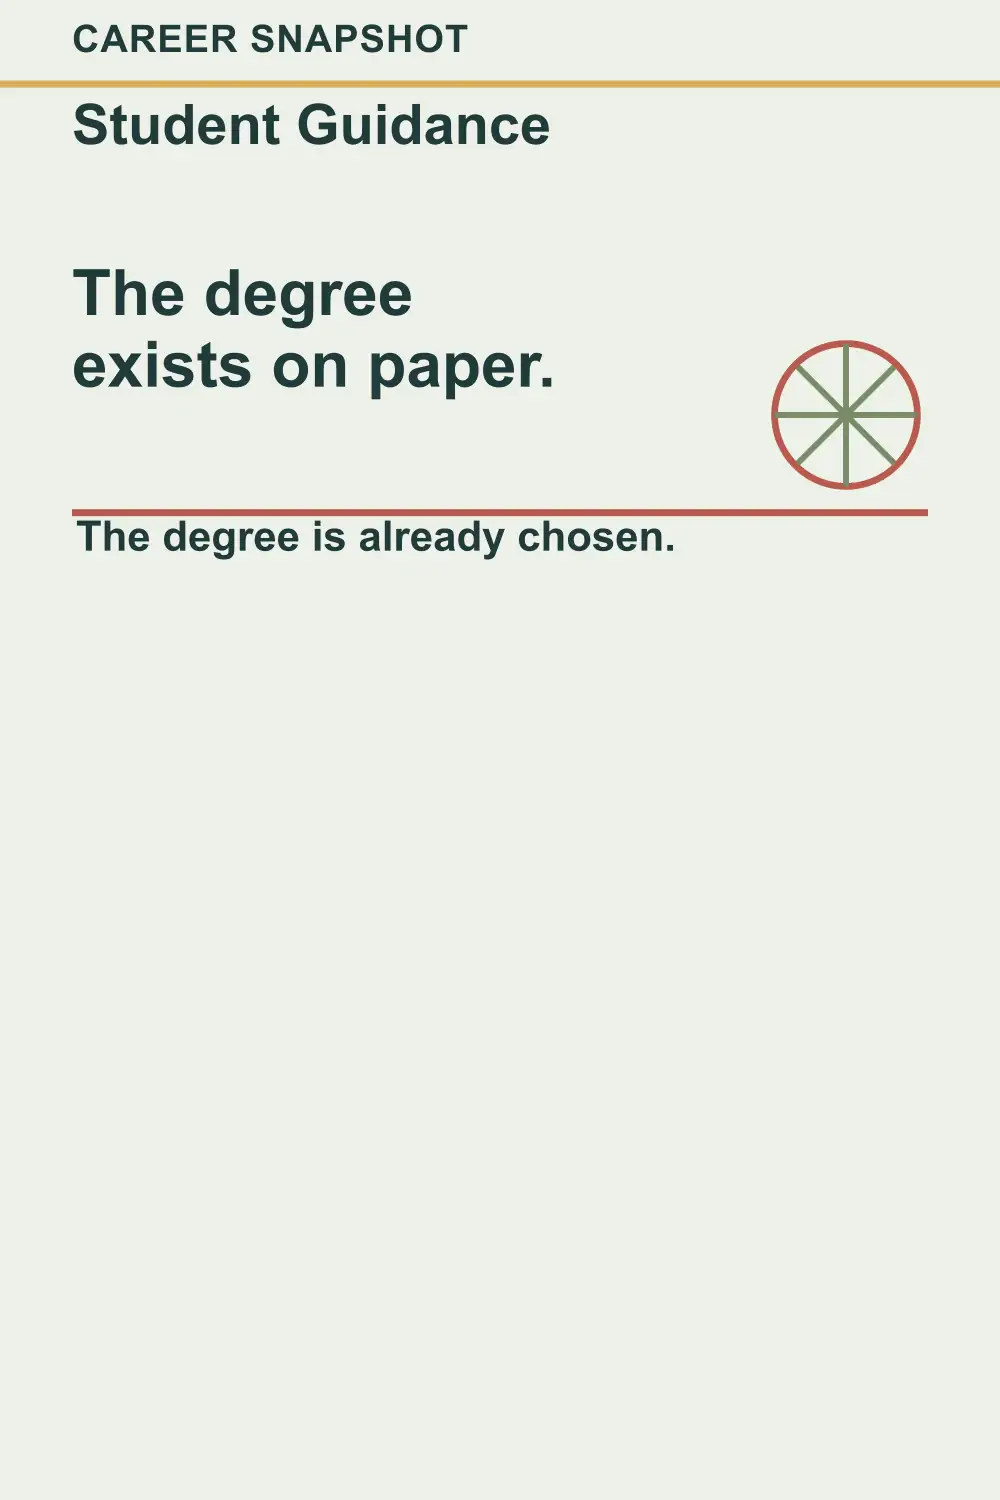 CAREER SNAPSHOT
Student Guidance
The degree
exists on paper.
The degree is already chosen.